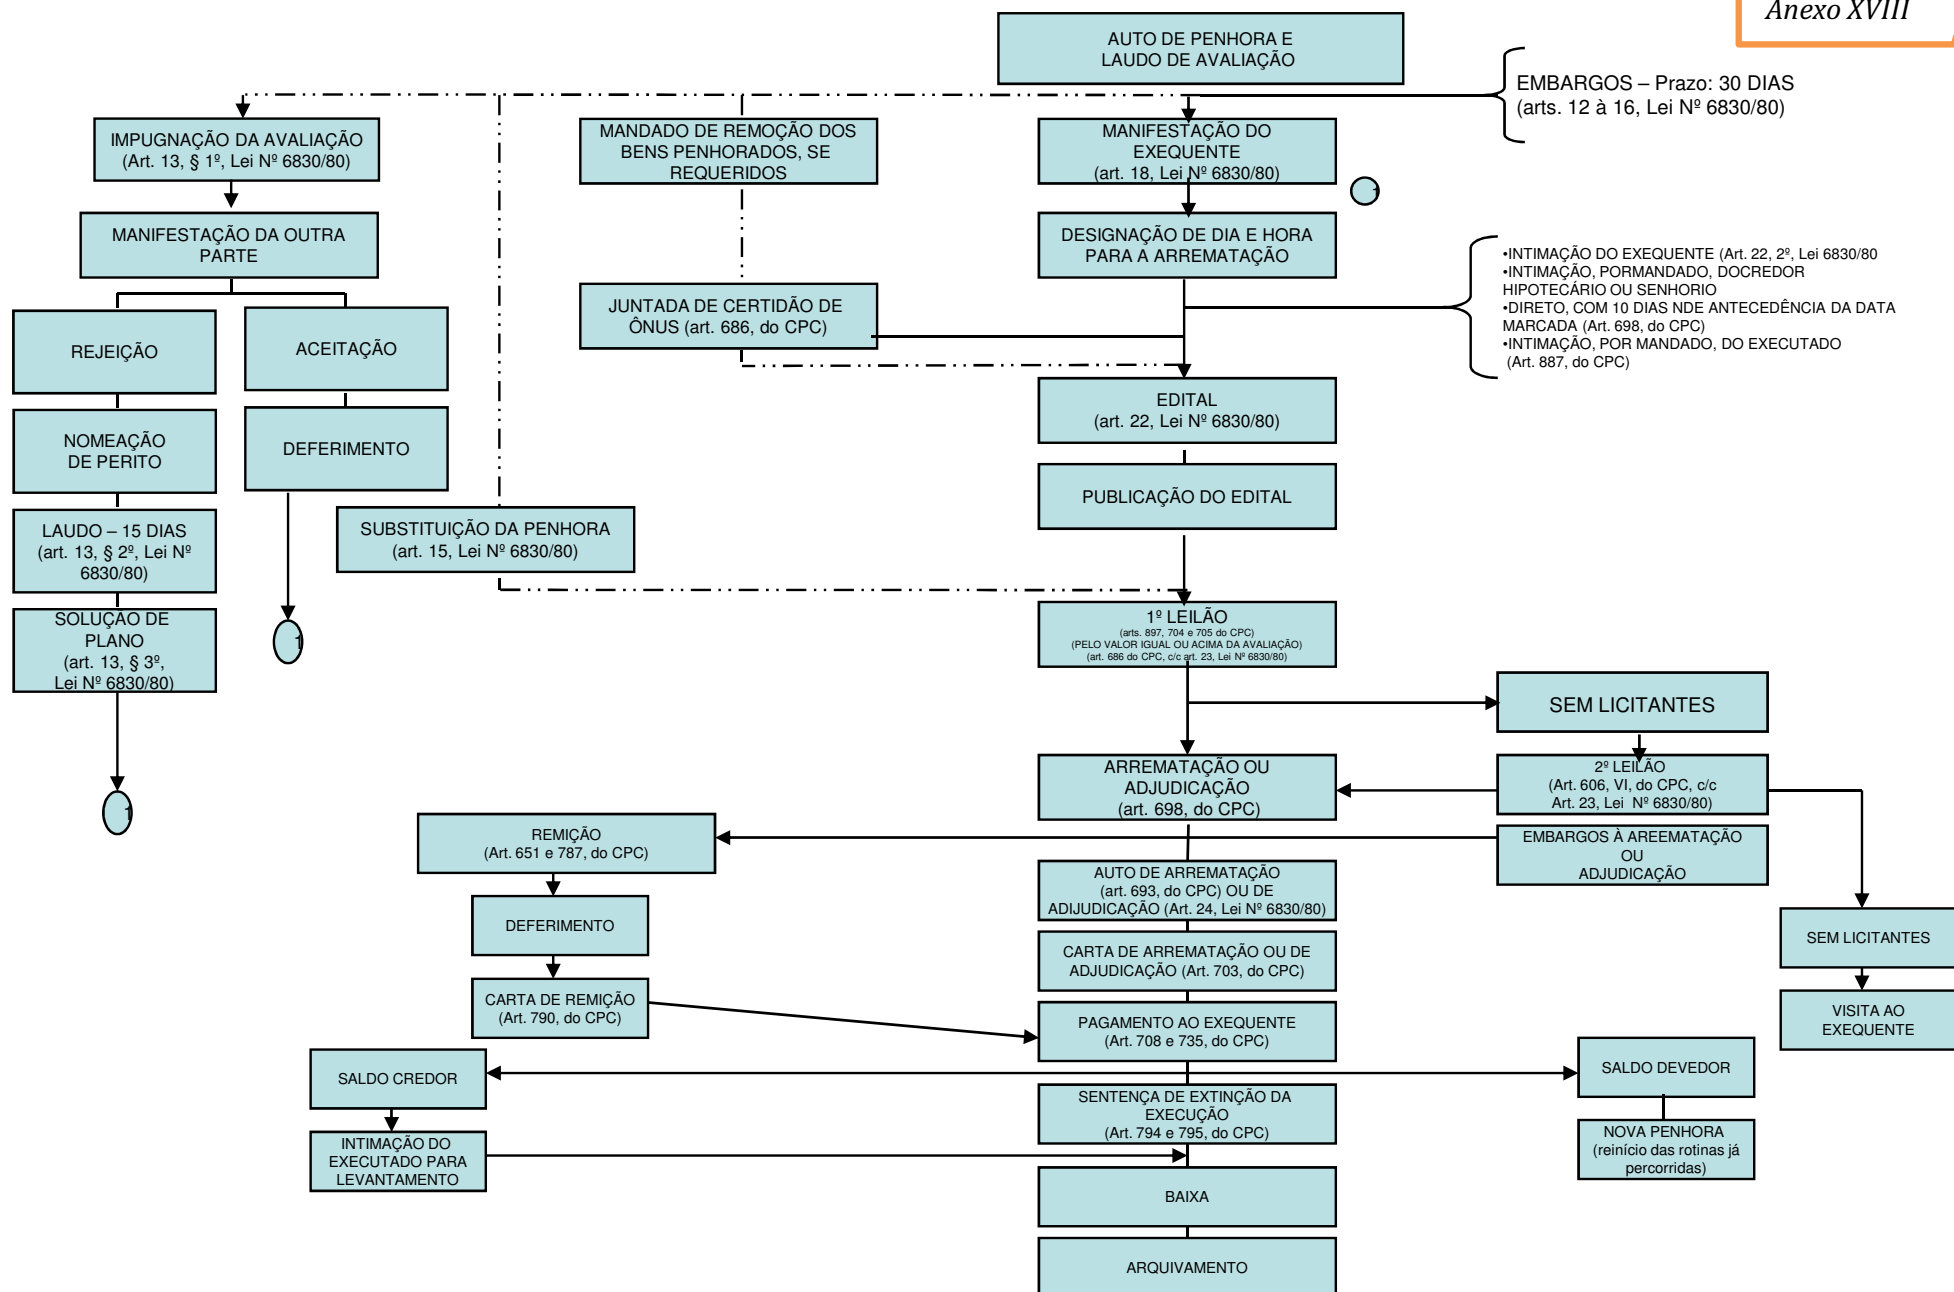 Anexo XVIII
AUTO DE PENHORA E
LAUDO DE AVALIAÇÃO
EMBARGOS – Prazo: 30 DIAS
(arts. 12 à 16, Lei Nº 6830/80)
IMPUGNAÇÃO DA AVALIAÇÃO
(Art. 13, § 1º, Lei Nº 6830/80)
MANDADO DE REMOÇÃO DOS
BENS PENHORADOS, SE
REQUERIDOS
MANIFESTAÇÃO DO
EXEQUENTE
(art. 18, Lei Nº 6830/80)
1
MANIFESTAÇÃO DA OUTRA
PARTE
DESIGNAÇÃO DE DIA E HORA
PARA A ARREMATAÇÃO
•INTIMAÇÃO DO EXEQUENTE (Art. 22, 2º, Lei 6830/80
•INTIMAÇÃO, PORMANDADO, DOCREDOR
HIPOTECÁRIO OU SENHORIO
•DIRETO, COM 10 DIAS NDE ANTECEDÊNCIA DA DATA
MARCADA (Art. 698, do CPC)
•INTIMAÇÃO, POR MANDADO, DO EXECUTADO
(Art. 887, do CPC)
JUNTADA DE CERTIDÃO DE
ÔNUS (art. 686, do CPC)
REJEIÇÃO
ACEITAÇÃO
EDITAL
(art. 22, Lei Nº 6830/80)
NOMEAÇÃO
DE PERITO
DEFERIMENTO
PUBLICAÇÃO DO EDITAL
LAUDO – 15 DIAS
(art. 13, § 2º, Lei Nº
6830/80)
SUBSTITUIÇÃO DA PENHORA
(art. 15, Lei Nº 6830/80)
SOLUÇÃO DE
PLANO
(art. 13, § 3º,
Lei Nº 6830/80)
1
1º LEILÃO
(arts. 897, 704 e 705 do CPC)
(PELO VALOR IGUAL OU ACIMA DA AVALIAÇÃO)
(art. 686 do CPC, c/c art. 23, Lei Nº 6830/80)
SEM LICITANTES
1
ARREMATAÇÃO OU
ADJUDICAÇÃO
(art. 698, do CPC)
2º LEILÃO
(Art. 606, VI, do CPC, c/c
Art. 23, Lei Nº 6830/80)
REMIÇÃO
(Art. 651 e 787, do CPC)
EMBARGOS À AREEMATAÇÃO
OU
ADJUDICAÇÃO
AUTO DE ARREMATAÇÃO
(art. 693, do CPC) OU DE
ADIJUDICAÇÃO (Art. 24, Lei Nº 6830/80)
DEFERIMENTO
SEM LICITANTES
CARTA DE ARREMATAÇÃO OU DE
ADJUDICAÇÃO (Art. 703, do CPC)
CARTA DE REMIÇÃO
(Art. 790, do CPC)
PAGAMENTO AO EXEQUENTE
(Art. 708 e 735, do CPC)
VISITA AO
EXEQUENTE
SALDO CREDOR
SALDO DEVEDOR
SENTENÇA DE EXTINÇÃO DA
EXECUÇÃO
(Art. 794 e 795, do CPC)
INTIMAÇÃO DO
EXECUTADO PARA
LEVANTAMENTO
NOVA PENHORA
(reinício das rotinas já
percorridas)
BAIXA
ARQUIVAMENTO